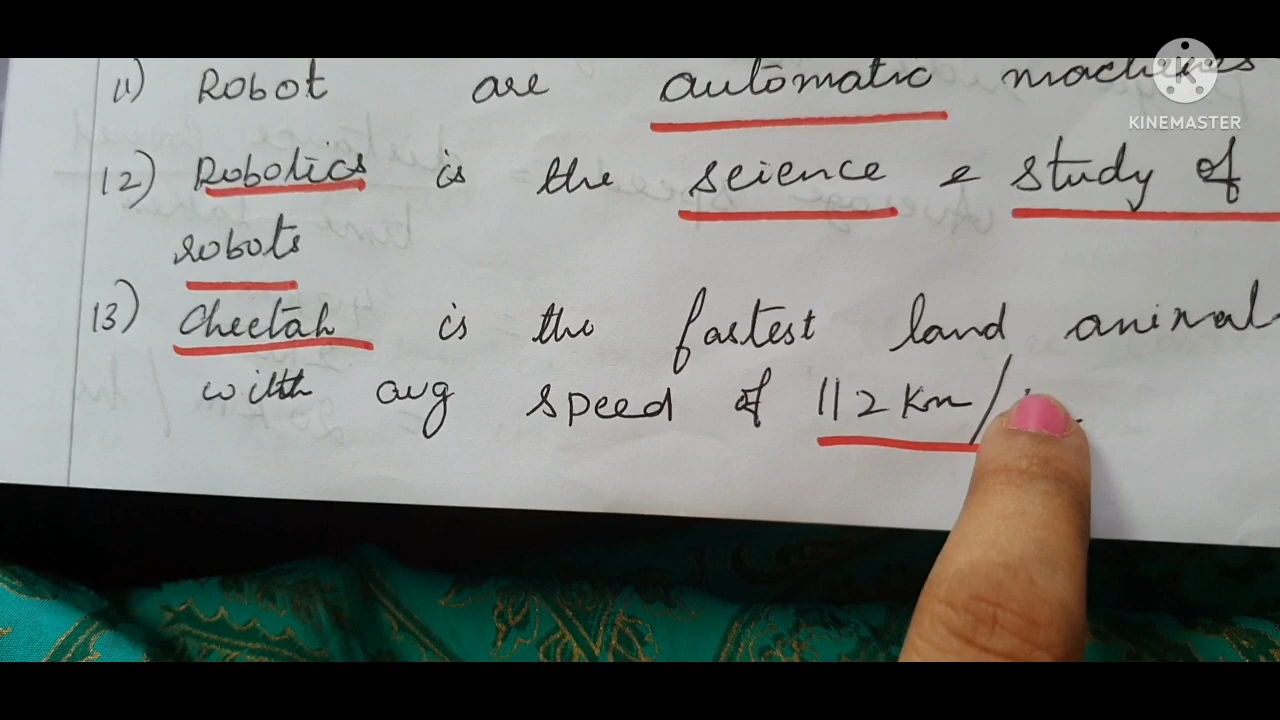 11) Robot are automatic machines
12) Robotics is the science & study of
robots
13) Cheetah is the fastest land animal
with avg speed of 112 Km/
KINEMASTER